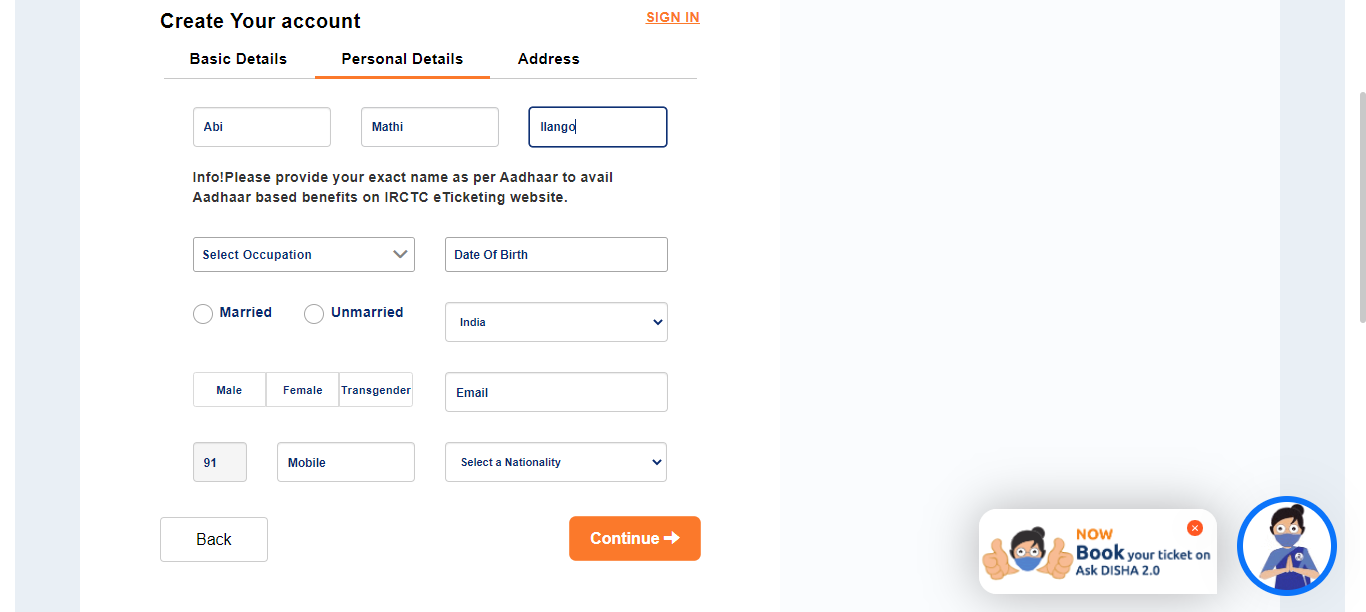 Create Your account
SIGN IN
Basic Details Personal Details Address
Abi Mathi Ilango
Info!Please provide your exact name as per Aadhaar to avail
Aadhaar based benefits on IRCTC eTicketing website.
Select Occupation Date Of Birth
Married Unmarried India
Male Female Transgender Email
91 Mobile Select a Nationality
Back Continue
NOW
Book your ticket on
Ask DISHA 2.0